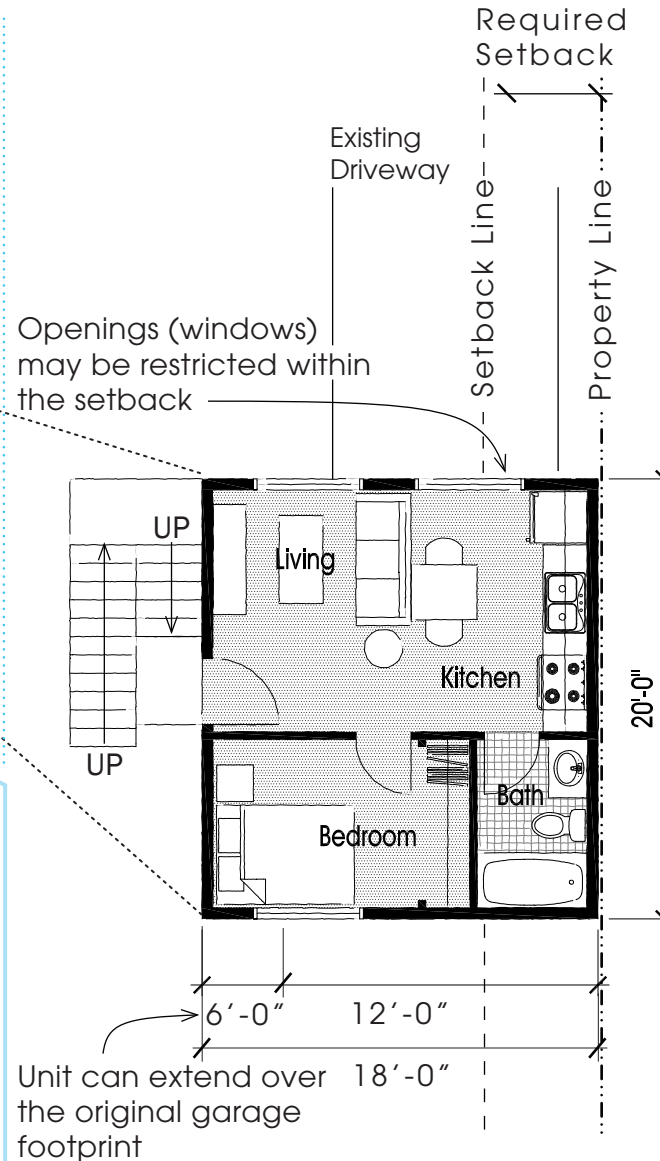 Required
Setback
Existing
Driveway
Setback Line
Property Line
Openings (windows)
may be restricted within
the setback
UP
Living
Kitchen
20'-0"
UP
Bath
Bedroom
6'-0"
12'-0"
18'-0"
Unit can extend over
the original garage
footprint